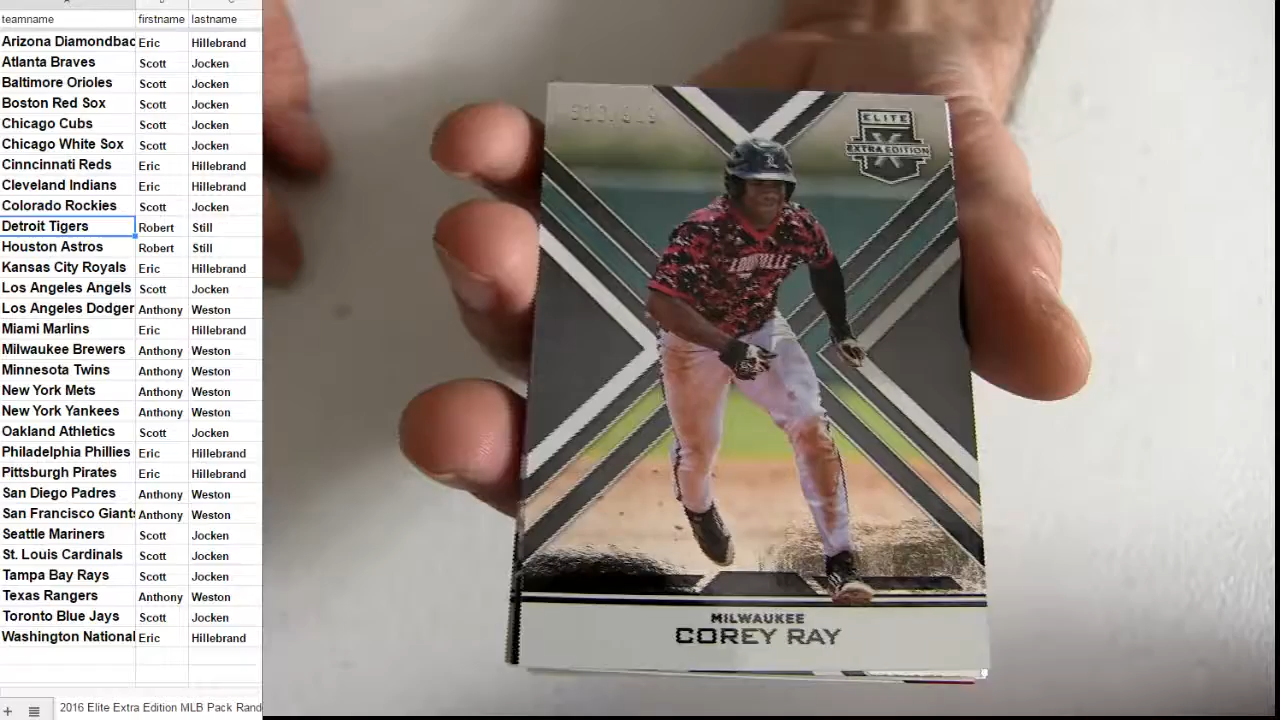 teamname firstname lastname
Arizona Diamondbac Eric Hillebrand
Atlanta Braves Scott Jocken
Baltimore Orioles Scott Jocken
Boston Red Sox Scott Jocken
Chicago Cubs Scott Jocken
Chicago White Sox Scott Jocken
Cinncinnati Reds Eric Hillebrand
Cleveland Indians Eric Hillebrand
Colorado Rockies Scott Jocken
Detroit Tigers Robert Still
Houston Astros Robert Still
Kansas City Royals Eric Hillebrand
Los Angeles Angels Scott Jocken
Los Angeles Dodger Anthony Weston
Miami Marlins Eric Hillebrand
Milwaukee Brewers Anthony Weston
Minnesota Twins Anthony Weston
New York Mets Anthony Weston
New York Yankees Anthony Weston
Oakland Athletics Scott Jocken
Philadelphia Phillies Eric Hillebrand
Pittsburgh Pirates Eric Hillebrand
San Diego Padres Anthony Weston
San Francisco Giants Anthony Weston
Seattle Mariners Scott Jocken
St. Louis Cardinals Scott Jocken
Tampa Bay Rays Scott Jocken
Texas Rangers Anthony Weston
Toronto Blue Jays Scott Jocken
Washington National Eric Hillebrand
2016 Elite Extra Edition MLB Pack Rand
ELITE
EXTRA EDITION
LOUISVILLE
MILWAUKEE
COREY RAY